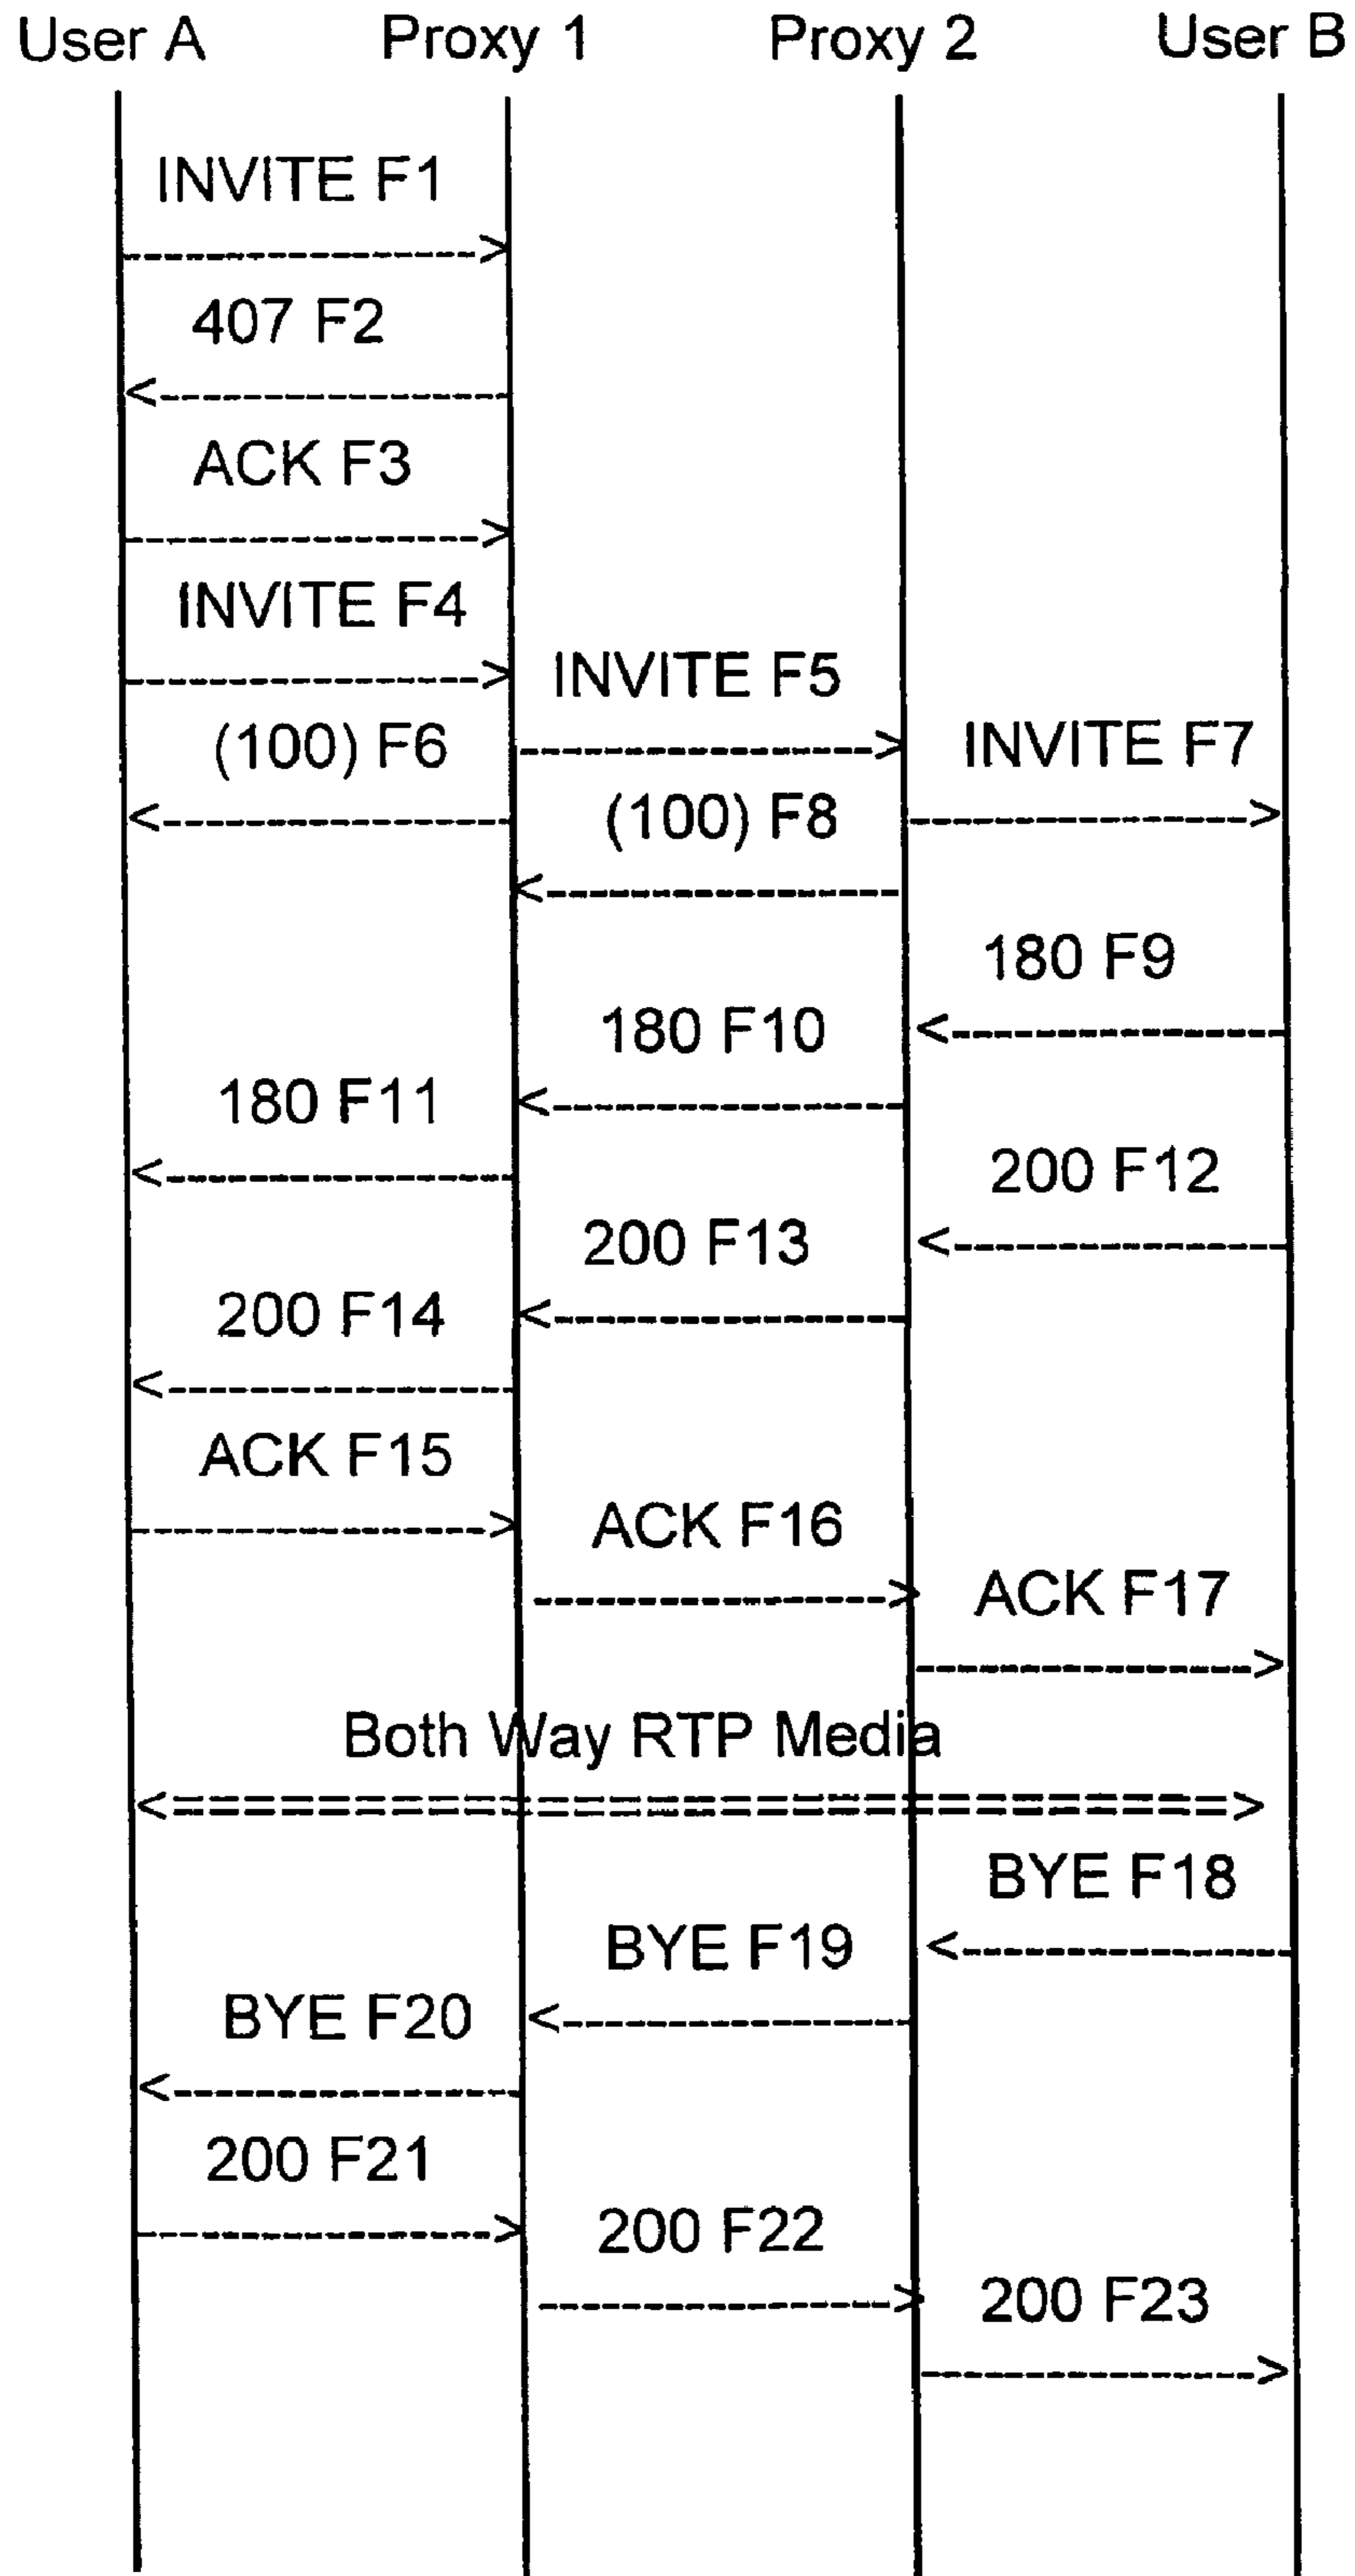 User A Proxy 1 Proxy 2 User B
INVITE F1
407 F2
ACK F3
INVITE F4
INVITE F5
(100) F6
INVITE F7
(100) F8
180 F9
180 F10
180 F11
200 F12
200 F13
200 F14
ACK F15
ACK F16
ACK F17
Both Way RTP Media
BYE F18
BYE F19
BYE F20
200 F21
200 F22
200 F23